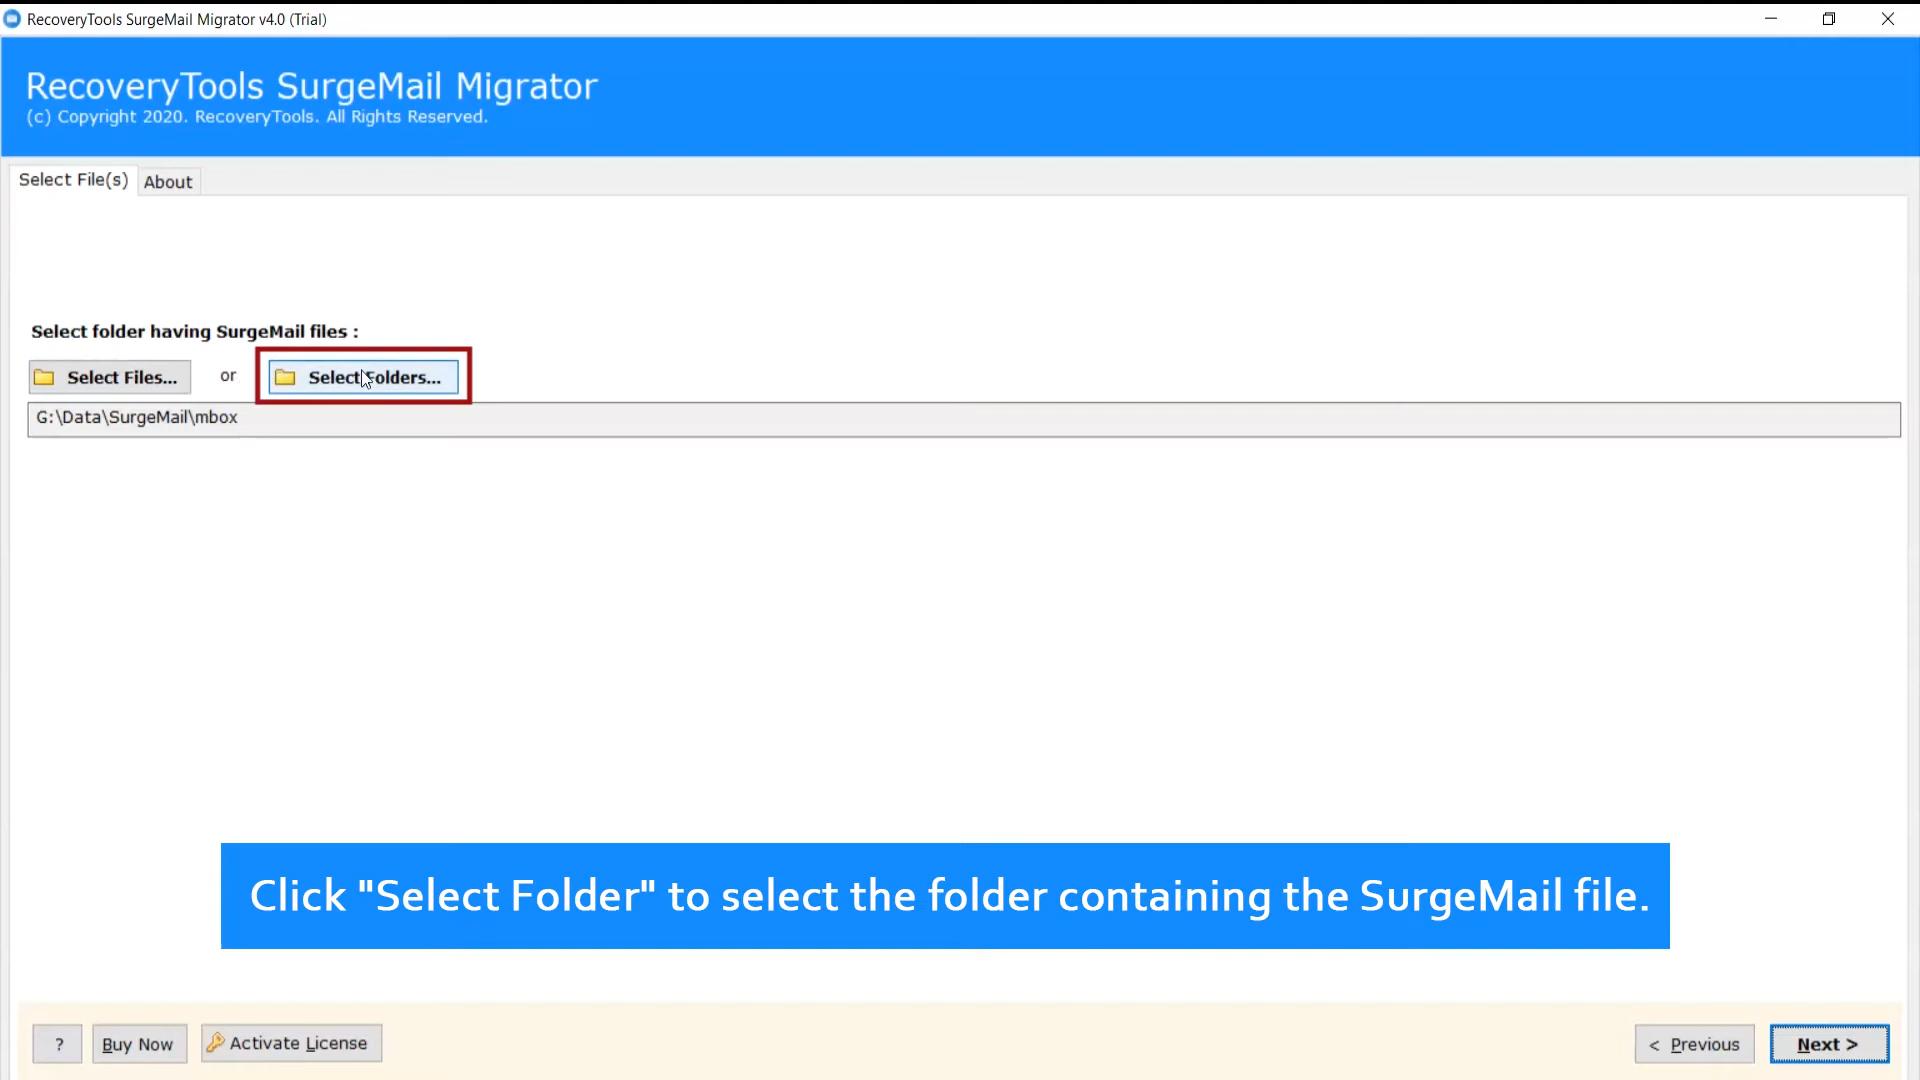 RecoveryTools SurgeMail Migrator v4.0 (Trial)
RecoveryTools SurgeMail Migrator
(c) Copyright 2020. RecoveryTools. All Rights Reserved.
Select File(s) About
Select folder having SurgeMail files :
Select Files... or Select Folders...
G:\Data\SurgeMail\mbox
Click "Select Folder" to select the folder containing the SurgeMail file.
? Buy Now Activate License < Previous Next >